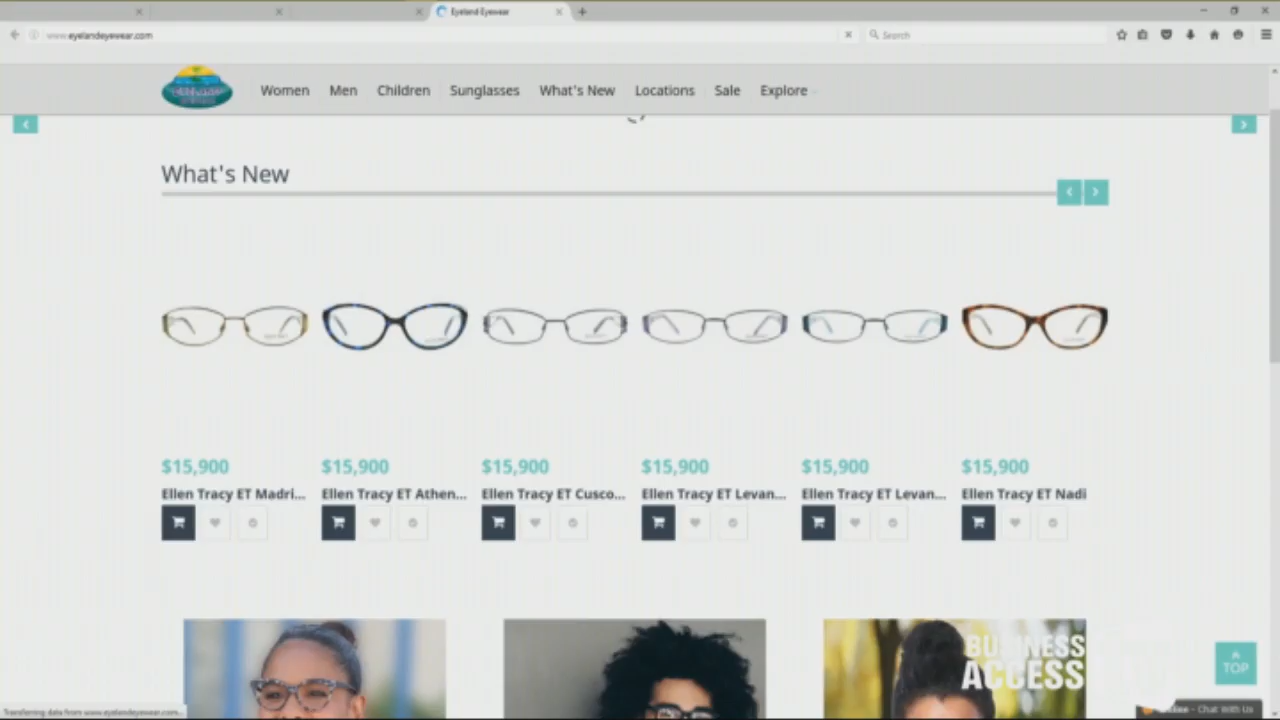 Eyeland Eyewear
www.eyelandeyewear.com
Search
Women
Men
Children
Sunglasses
What's New
Locations
Sale
Explore
What's New
$15,900
$15,900
$15,900
$15,900
$15,900
$15,900
Ellen Tracy ET Madri...
Ellen Tracy ET Athen...
Ellen Tracy ET Cusco...
Ellen Tracy ET Levan...
Ellen Tracy ET Levan...
Ellen Tracy ET Nadi
BUSINESS
ACCESS
TOP
Transferring data from www.eyelandeyewear.com...
- Chat With Us